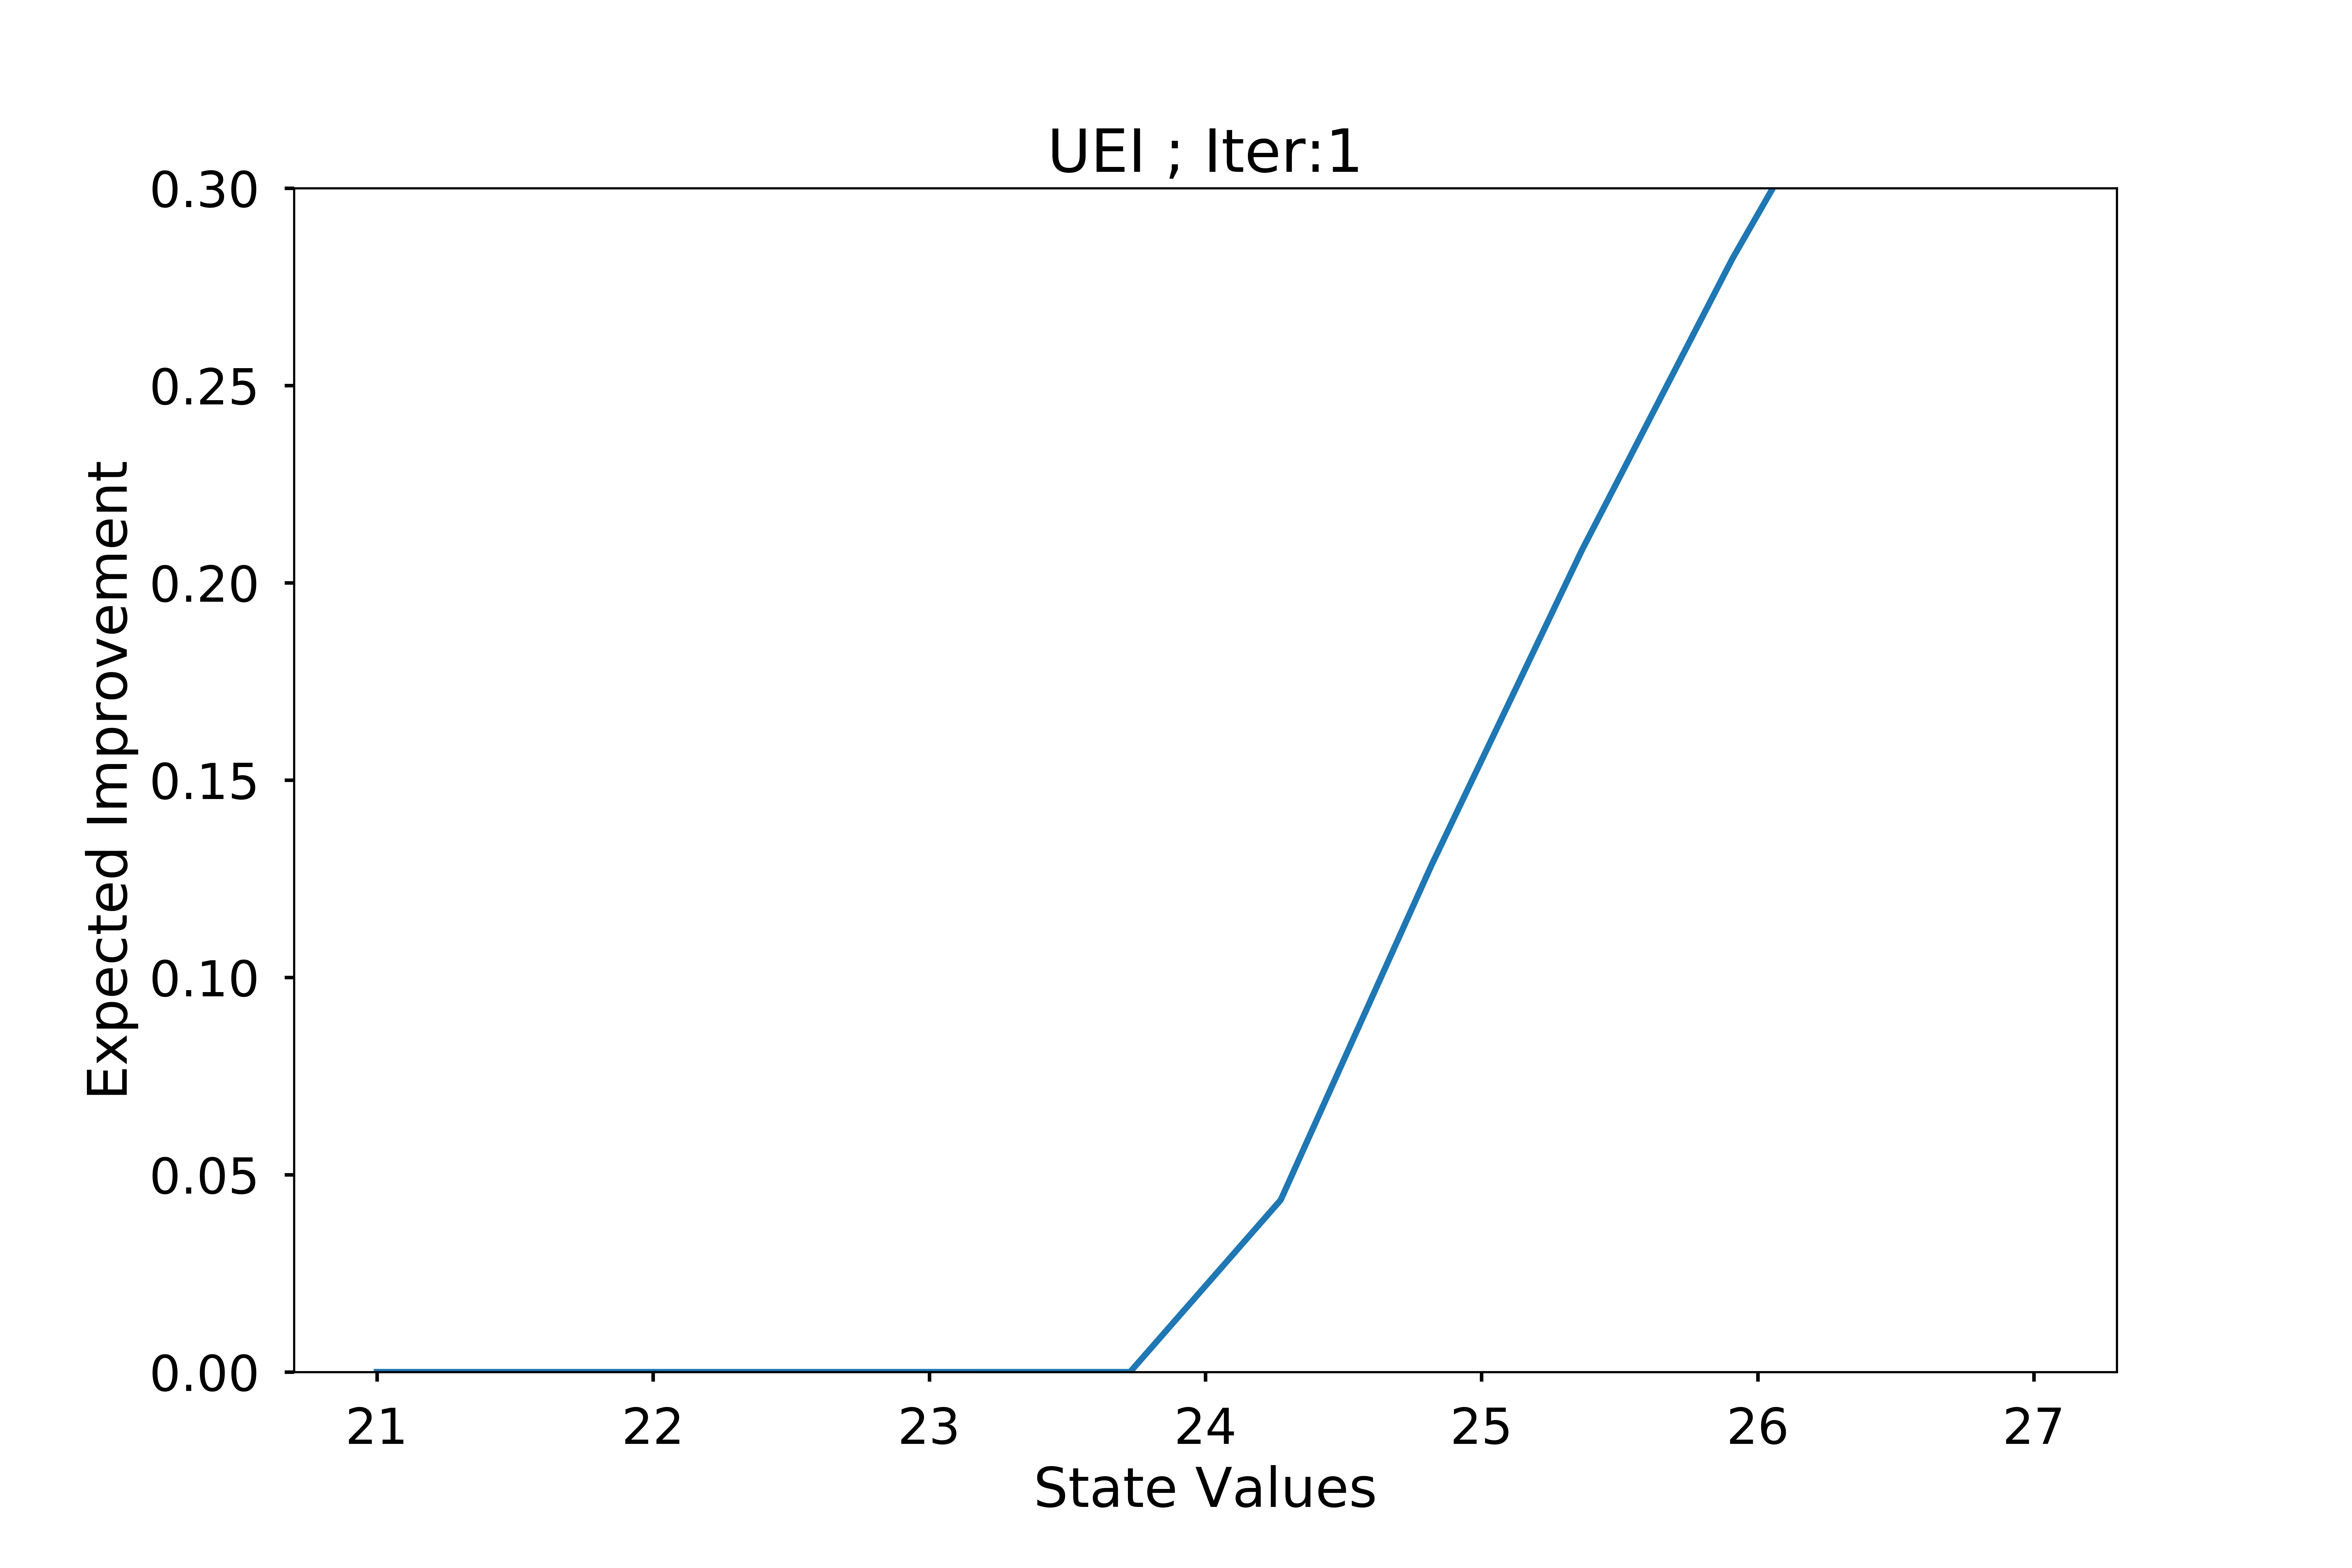 UEI ; Iter:1
Expected Improvement
0.30
0.25
0.20
0.15
0.10
0.05
0.00
21 22 23 24 25 26 27
State Values